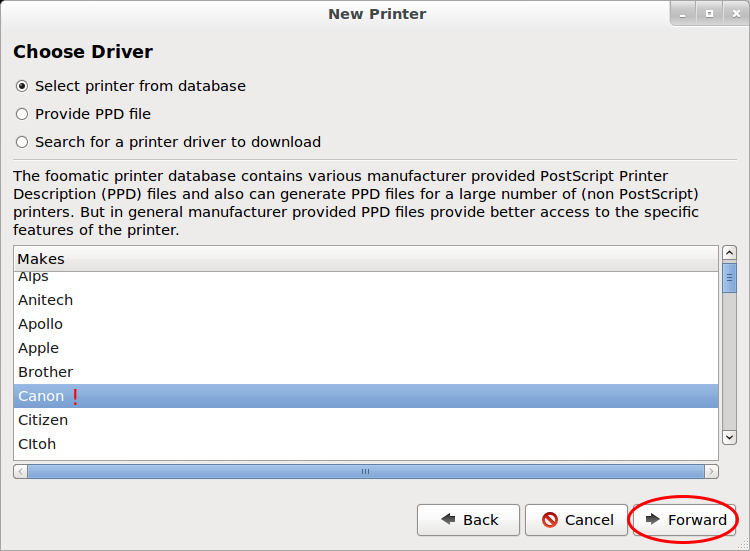 New Printer
Choose Driver
Select printer from database
Provide PPD file
Search for a printer driver to download
The foomatic printer database contains various manufacturer provided PostScript Printer
Description (PPD) files and also can generate PPD files for a large number of (non PostScript)
printers. But in general manufacturer provided PPD files provide better access to the specific
features of the printer.
Makes
Alps
Anitech
Apollo
Apple
Brother
Canon !
Citizen
CItoh
Back Cancel Forward